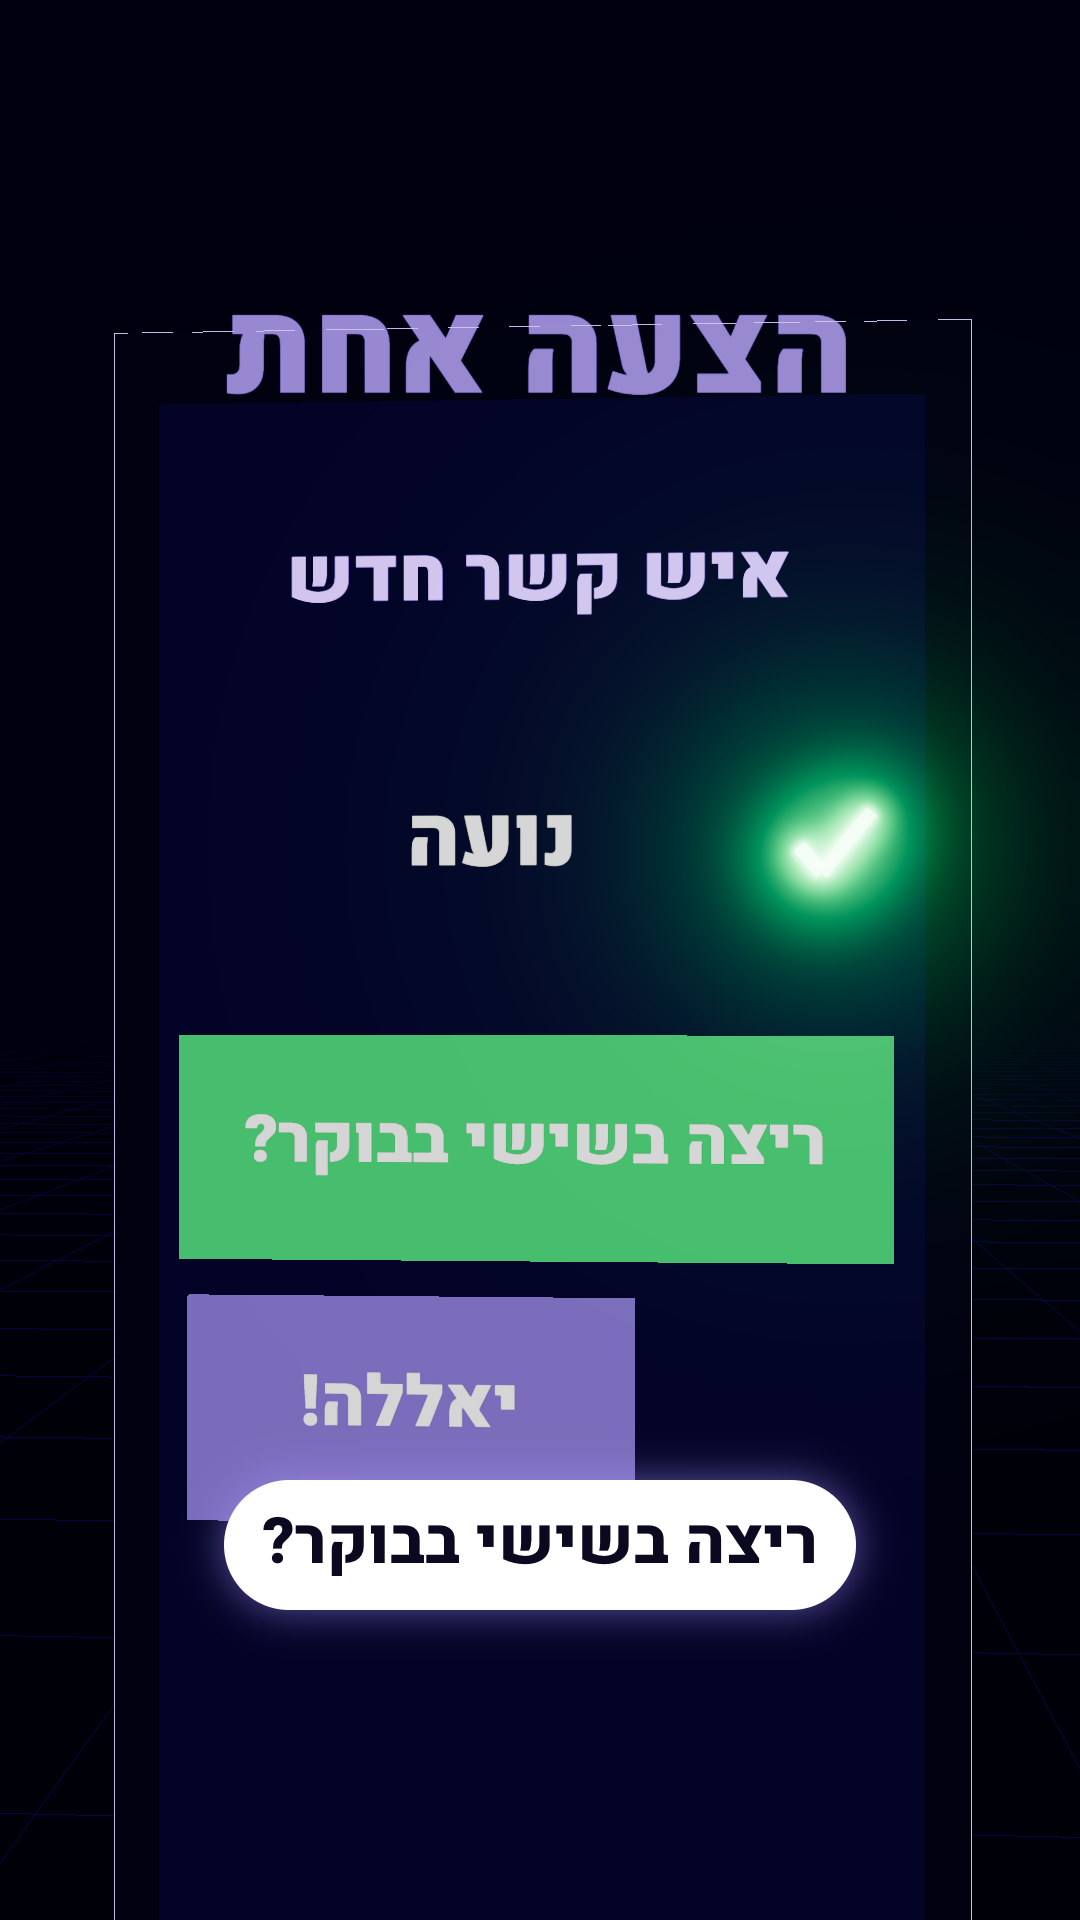 הצעה אחת
איש קשר חדש
נועה
ריצה בשישי בבוקר?
יאללה!
ריצה בשישי בבוקר?